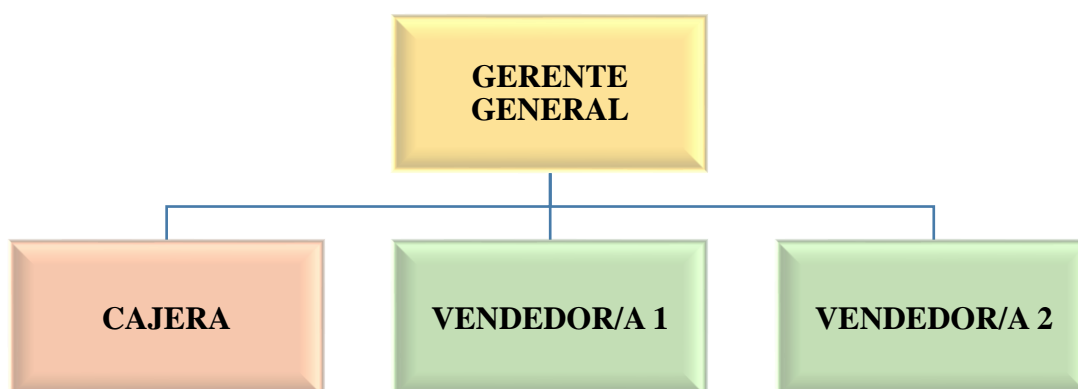 GERENTE
GENERAL
CAJERA
VENDEDOR/A 1
VENDEDOR/A 2